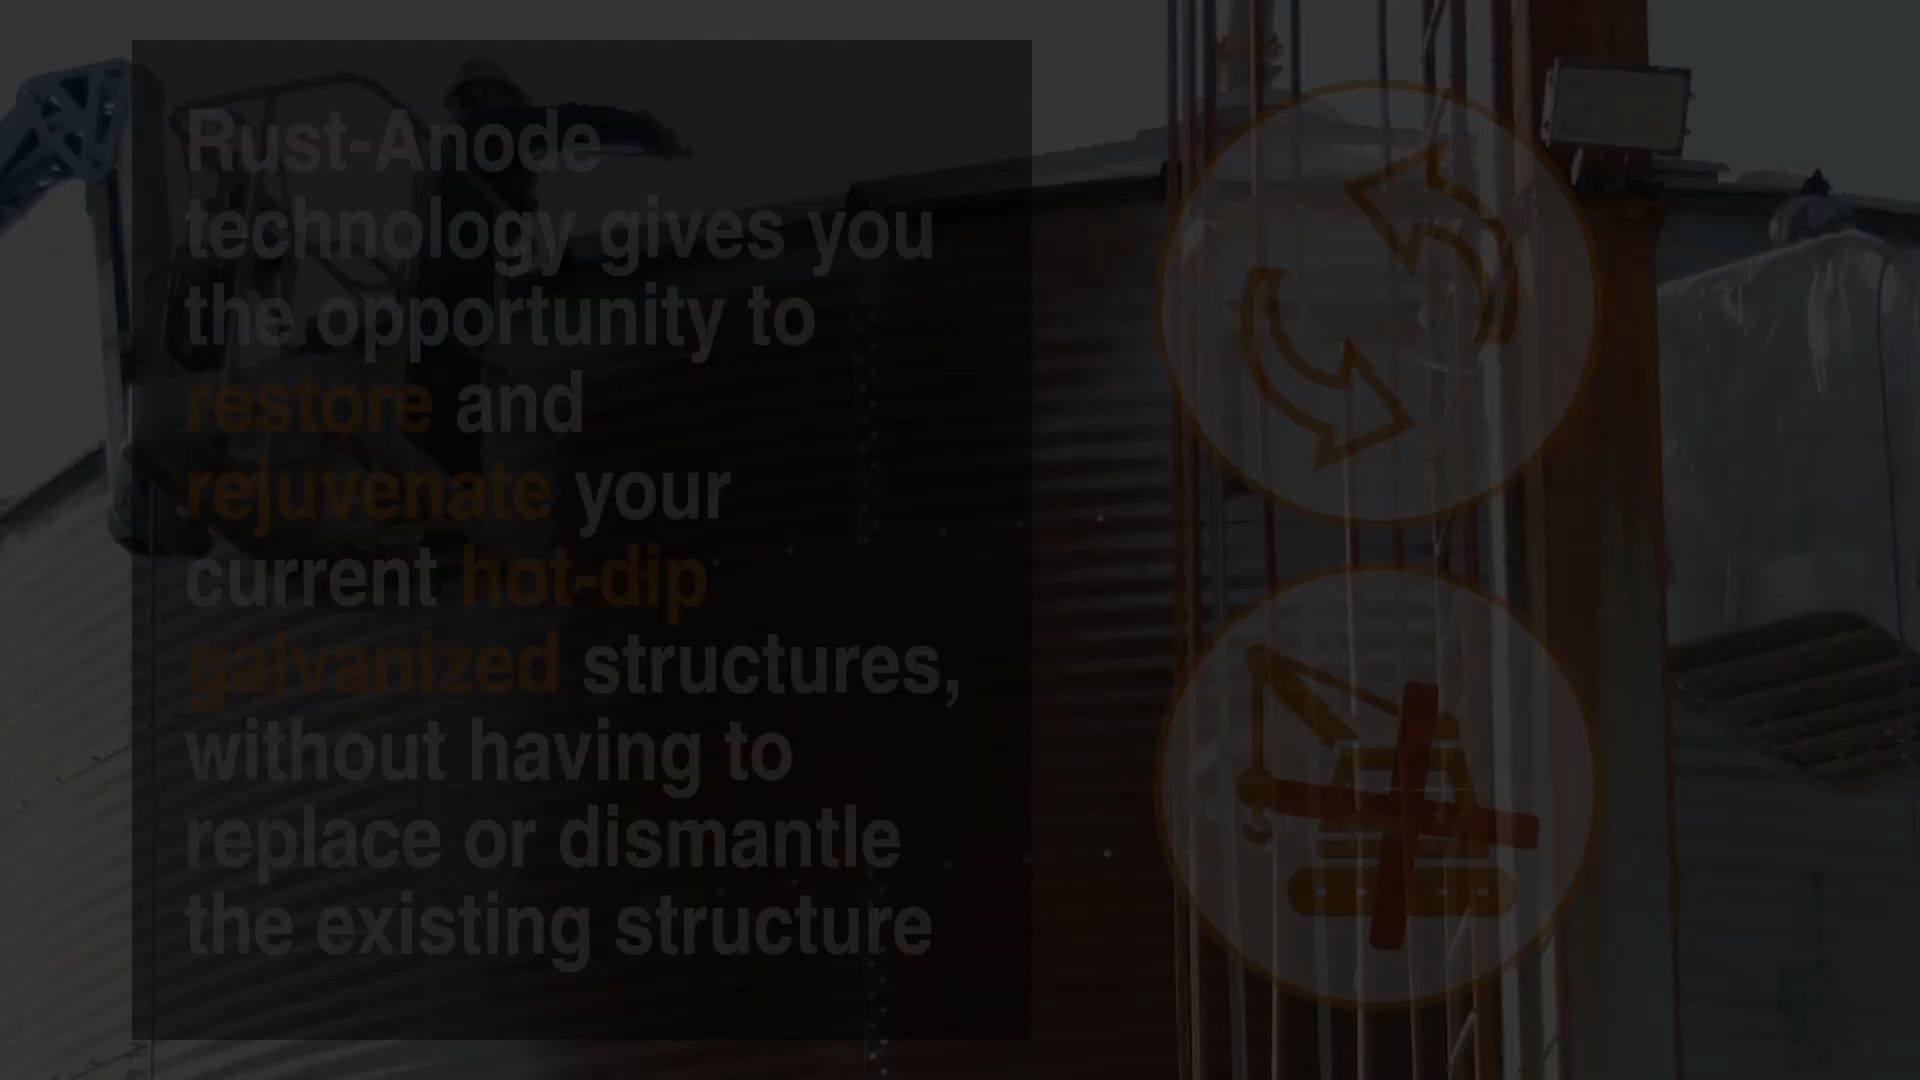 Rust-Anode
technology gives you
the opportunity to
restore and
rejuvenate your
current hot-dip
galvanized structures,
without having to
replace or dismantle
the existing structure